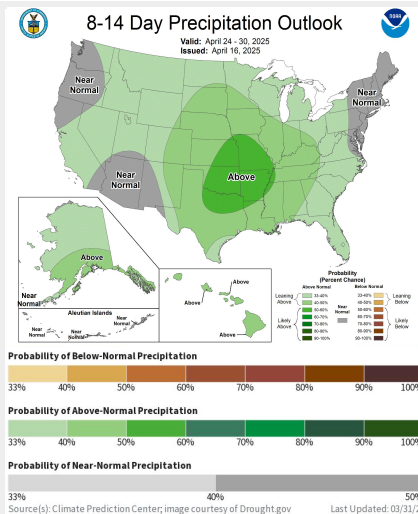 8-14 Day Precipitation Outlook
Valid: April 24 - 30, 2025
Issued: April 16, 2025
NOAA
Near
Normal
Near
Normal
Near
Normal
Above
Above
Near
Normal
Aleutian Islands
Near
Normal
Near
Normal
Near
Normal
Above
Above
Above
Probability
(Percent Chance)
Above Normal
Below Normal
Leaning
Above
Likely
Above
33-40%
40-50%
50-60%
60-70%
70-80%
80-90%
90-100%
Near
Normal
33-40%
40-50%
50-60%
60-70%
70-80%
80-90%
90-100%
Leaning
Below
Likely
Below
Probability of Below-Normal Precipitation
33% 40% 50% 60% 70% 80% 90% 100%
Probability of Above-Normal Precipitation
33% 40% 50% 60% 70% 80% 90% 100%
Probability of Near-Normal Precipitation
33% 40% 50%
Source(s): Climate Prediction Center; image courtesy of Drought.gov
Last Updated: 03/31/2